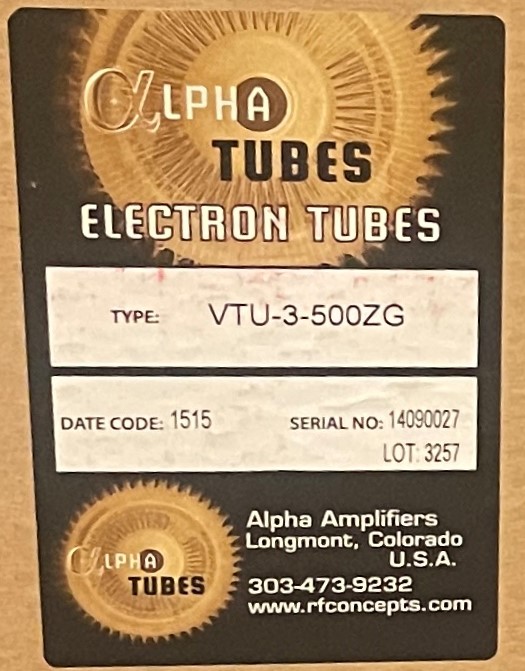 αLPHA
TUBES
ELECTRON TUBES
TYPE: VTU-3-500ZG
DATE CODE: 1515 SERIAL NO: 14090027
LOT: 3257
αLPHA
TUBES
Alpha Amplifiers
Longmont, Colorado
U.S.A.
303-473-9232
www.rfconcepts.com